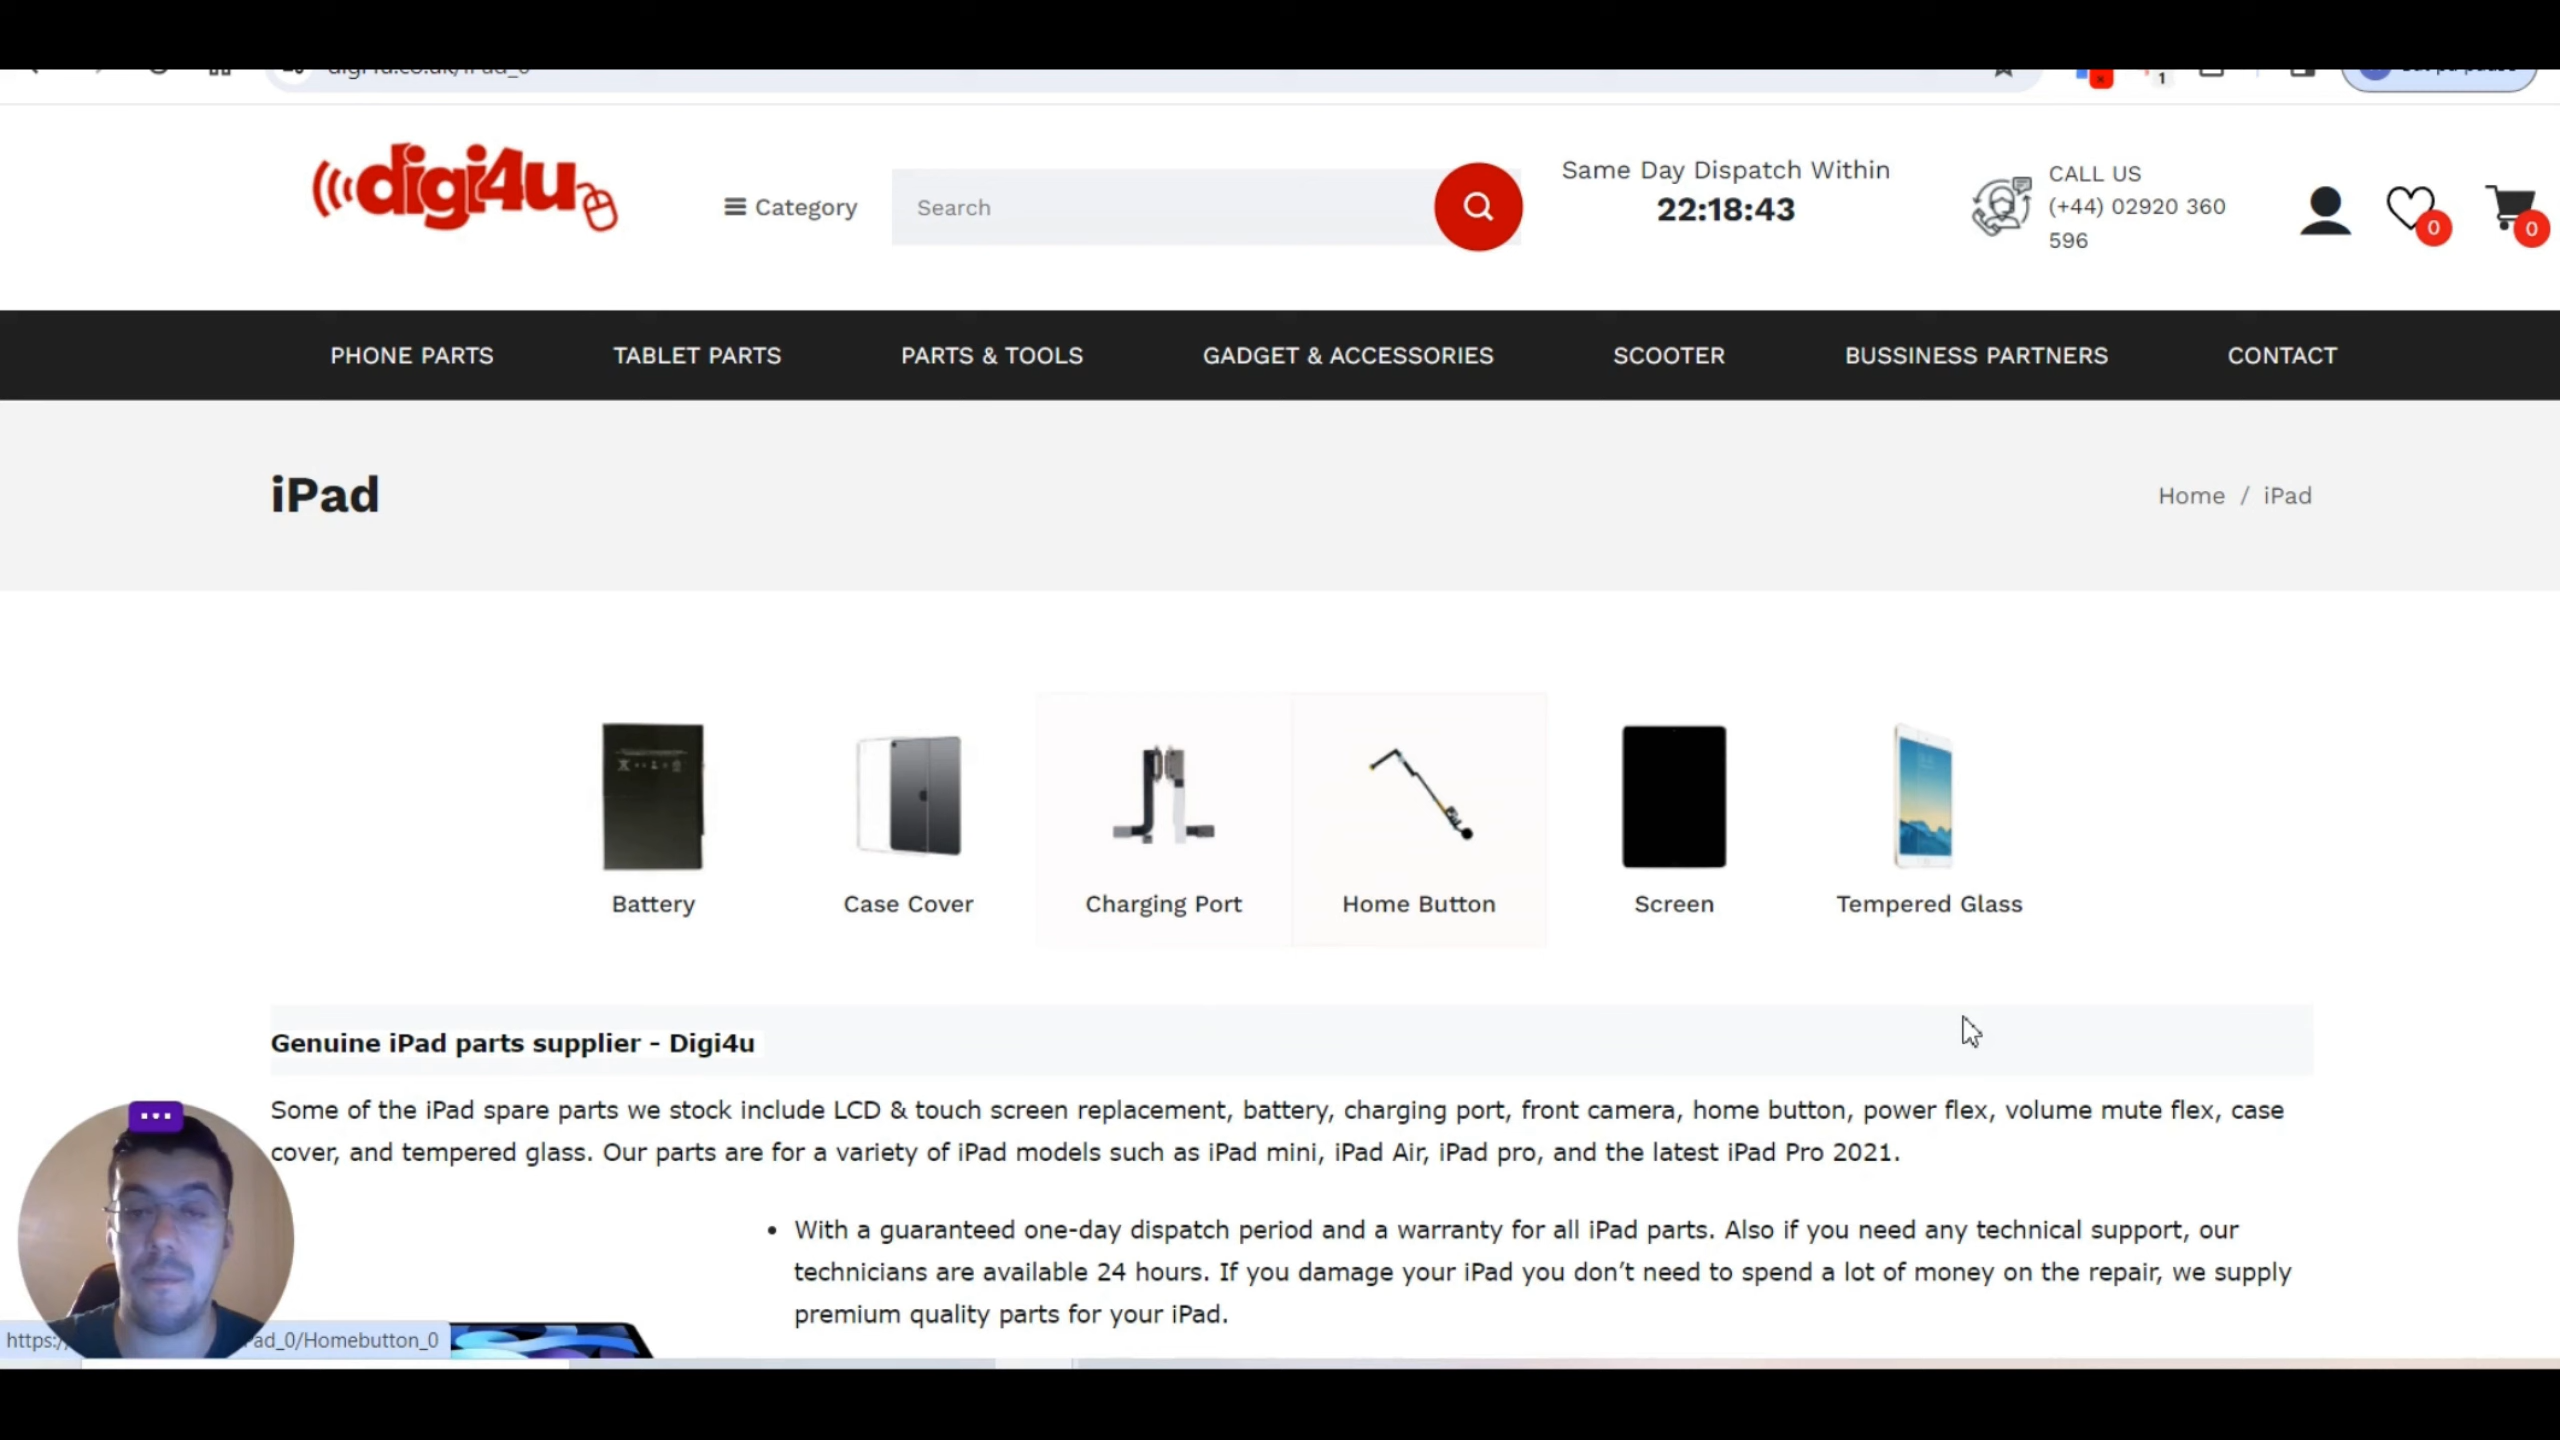 digi4u
Category
Search
Same Day Dispatch Within
22:18:43
CALL US
(+44) 02920 360
596
0
0
1
PHONE PARTS
TABLET PARTS
PARTS & TOOLS
GADGET & ACCESSORIES
SCOOTER
BUSSINESS PARTNERS
CONTACT
iPad
Home / iPad
Battery
Case Cover
Charging Port
Home Button
Screen
Tempered Glass
Genuine iPad parts supplier - Digi4u
Some of the iPad spare parts we stock include LCD & touch screen replacement, battery, charging port, front camera, home button, power flex, volume mute flex, case
cover, and tempered glass. Our parts are for a variety of iPad models such as iPad mini, iPad Air, iPad pro, and the latest iPad Pro 2021.
• With a guaranteed one-day dispatch period and a warranty for all iPad parts. Also if you need any technical support, our
technicians are available 24 hours. If you damage your iPad you don’t need to spend a lot of money on the repair, we supply
premium quality parts for your iPad.
https:/ ad_0/Homebutton_0